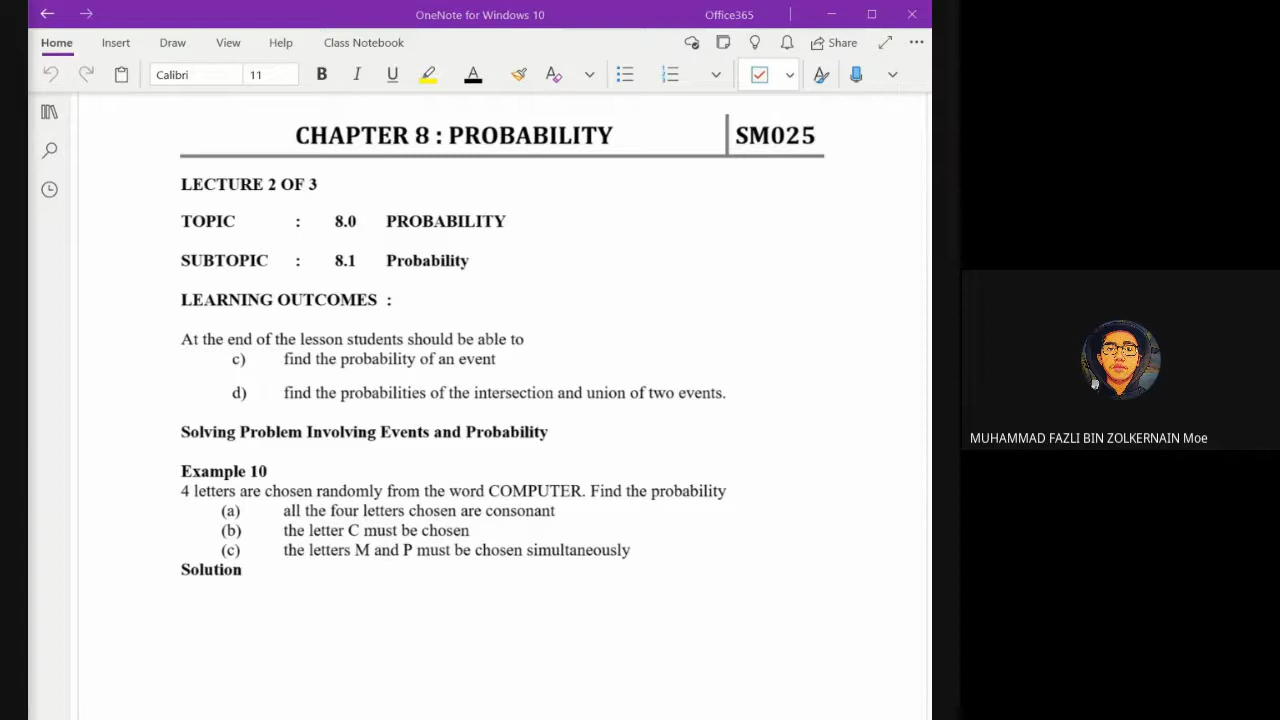 OneNote for Windows 10
Office365
Home Insert Draw View Help Class Notebook Share
Calibri 11 B I U A A
CHAPTER 8 : PROBABILITY SM025
LECTURE 2 OF 3
TOPIC : 8.0 PROBABILITY
SUBTOPIC : 8.1 Probability
LEARNING OUTCOMES :
At the end of the lesson students should be able to
c) find the probability of an event
d) find the probabilities of the intersection and union of two events.
Solving Problem Involving Events and Probability
Example 10
4 letters are chosen randomly from the word COMPUTER. Find the probability
(a) all the four letters chosen are consonant
(b) the letter C must be chosen
(c) the letters M and P must be chosen simultaneously
Solution
MUHAMMAD FAZLI BIN ZOLKERNAIN Moe